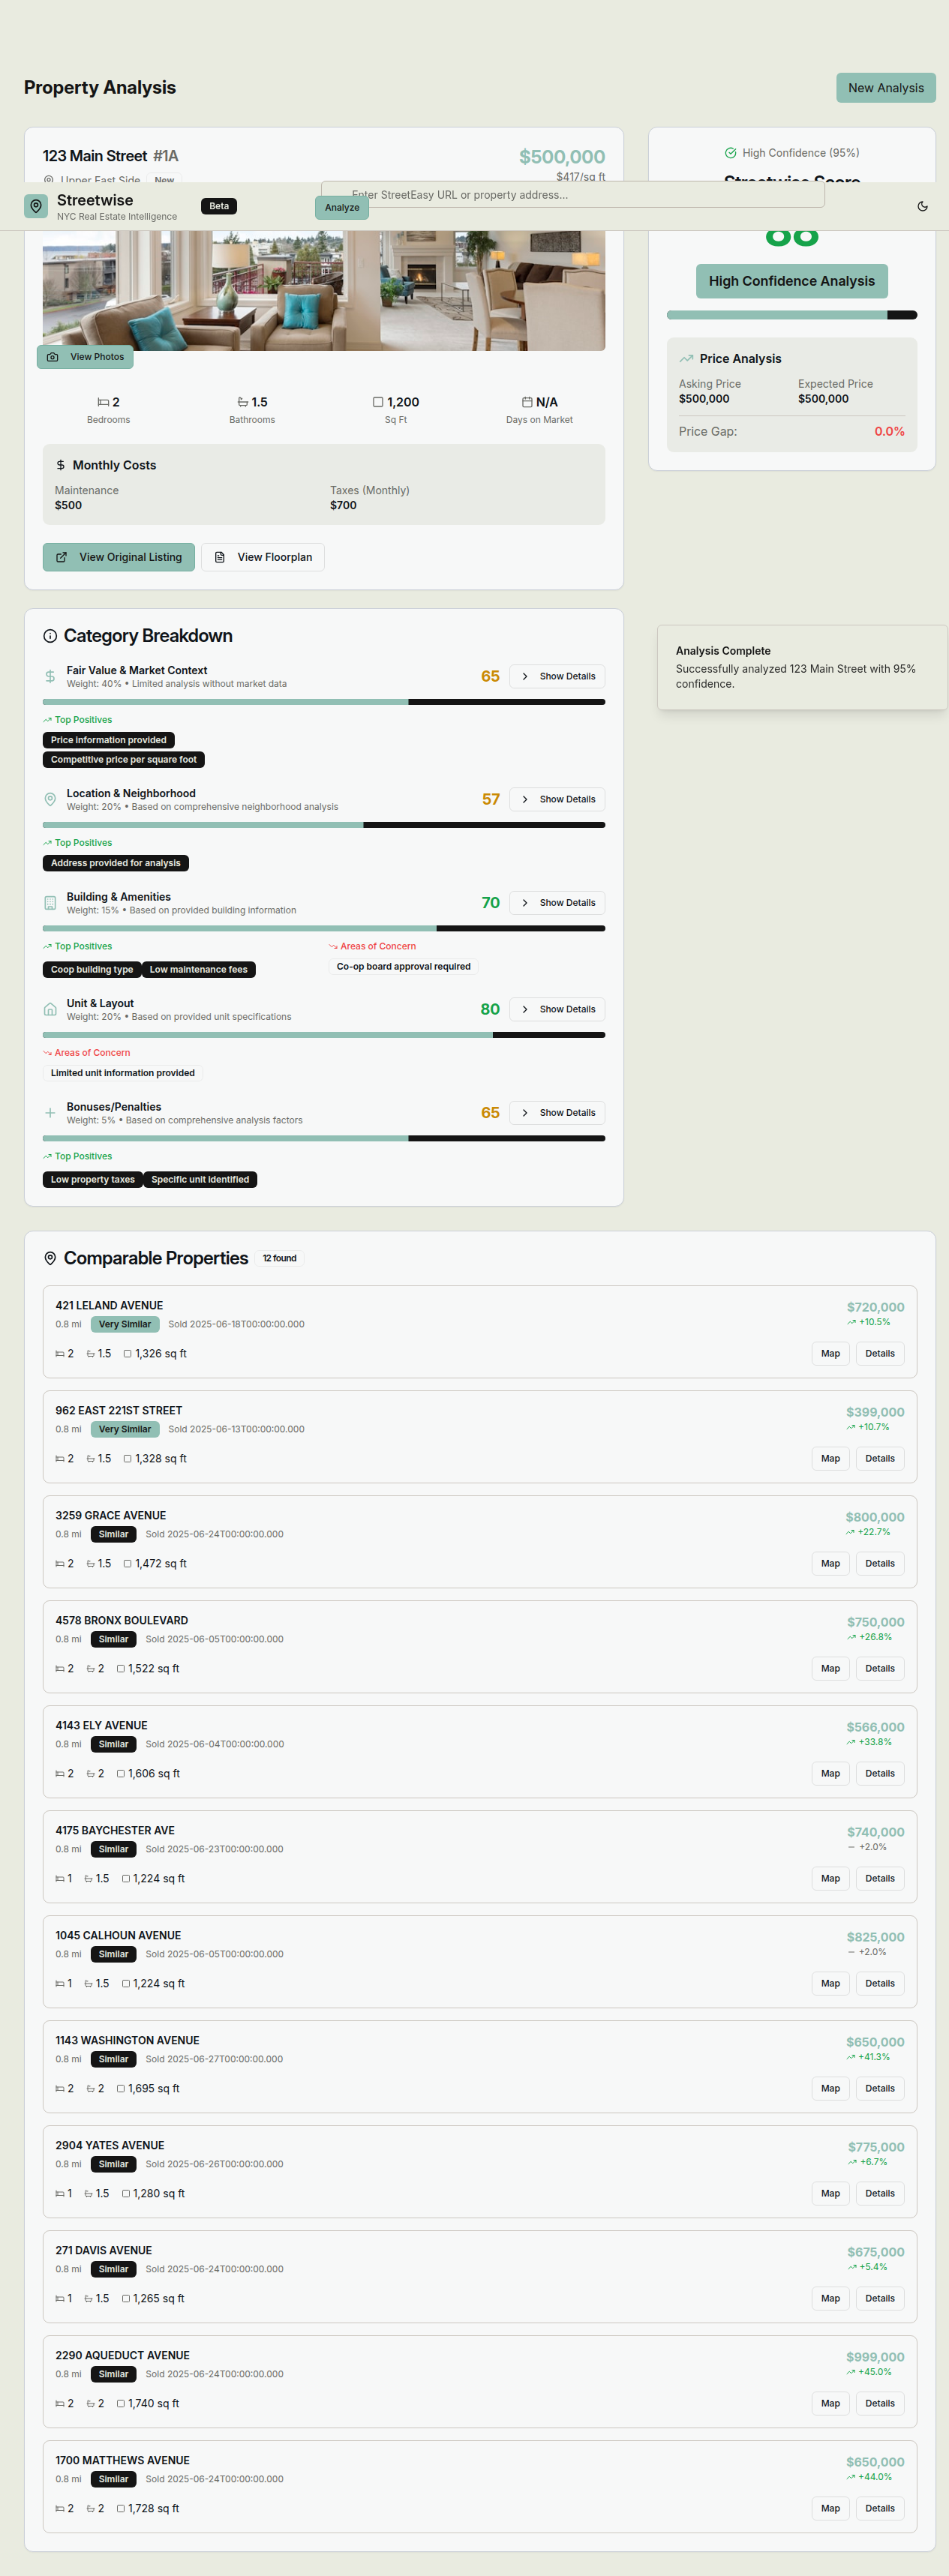 Property Analysis
New Analysis
123 Main Street #1A
$500,000
Upper East Side New
$417/sq ft
High Confidence (95%)
Streetwise Score
Streetwise
NYC Real Estate Intelligence
Beta
Enter StreetEasy URL or property address...
Analyze
88
High Confidence Analysis
View Photos
Price Analysis
Asking Price
Expected Price
$500,000
$500,000
Price Gap:
0.0%
2
Bedrooms
1.5
Bathrooms
1,200
Sq Ft
N/A
Days on Market
Monthly Costs
Maintenance
Taxes (Monthly)
$500
$700
View Original Listing
View Floorplan
Category Breakdown
Fair Value & Market Context
Weight: 40% • Limited analysis without market data
65
Show Details
Top Positives
Price information provided
Competitive price per square foot
Analysis Complete
Successfully analyzed 123 Main Street with 95%
confidence.
Location & Neighborhood
Weight: 20% • Based on comprehensive neighborhood analysis
57
Show Details
Top Positives
Address provided for analysis
Building & Amenities
Weight: 15% • Based on provided building information
70
Show Details
Top Positives
Areas of Concern
Coop building type Low maintenance fees
Co-op board approval required
Unit & Layout
Weight: 20% • Based on provided unit specifications
80
Show Details
Areas of Concern
Limited unit information provided
Bonuses/Penalties
Weight: 5% • Based on comprehensive analysis factors
65
Show Details
Top Positives
Low property taxes Specific unit identified
Comparable Properties 12 found
421 LELAND AVENUE
$720,000
0.8 mi Very Similar Sold 2025-06-18T00:00:00.000
+10.5%
2 1.5 1,326 sq ft
Map Details
962 EAST 221ST STREET
$399,000
0.8 mi Very Similar Sold 2025-06-13T00:00:00.000
+10.7%
2 1.5 1,328 sq ft
Map Details
3259 GRACE AVENUE
$800,000
0.8 mi Similar Sold 2025-06-24T00:00:00.000
+22.7%
2 1.5 1,472 sq ft
Map Details
4578 BRONX BOULEVARD
$750,000
0.8 mi Similar Sold 2025-06-05T00:00:00.000
+26.8%
2 2 1,522 sq ft
Map Details
4143 ELY AVENUE
$566,000
0.8 mi Similar Sold 2025-06-04T00:00:00.000
+33.8%
2 2 1,606 sq ft
Map Details
4175 BAYCHESTER AVE
$740,000
0.8 mi Similar Sold 2025-06-23T00:00:00.000
+2.0%
1 1.5 1,224 sq ft
Map Details
1045 CALHOUN AVENUE
$825,000
0.8 mi Similar Sold 2025-06-05T00:00:00.000
+2.0%
1 1.5 1,224 sq ft
Map Details
1143 WASHINGTON AVENUE
$650,000
0.8 mi Similar Sold 2025-06-27T00:00:00.000
+41.3%
2 2 1,695 sq ft
Map Details
2904 YATES AVENUE
$775,000
0.8 mi Similar Sold 2025-06-26T00:00:00.000
+6.7%
1 1.5 1,280 sq ft
Map Details
271 DAVIS AVENUE
$675,000
0.8 mi Similar Sold 2025-06-24T00:00:00.000
+5.4%
1 1.5 1,265 sq ft
Map Details
2290 AQUEDUCT AVENUE
$999,000
0.8 mi Similar Sold 2025-06-24T00:00:00.000
+45.0%
2 2 1,740 sq ft
Map Details
1700 MATTHEWS AVENUE
$650,000
0.8 mi Similar Sold 2025-06-24T00:00:00.000
+44.0%
2 2 1,728 sq ft
Map Details